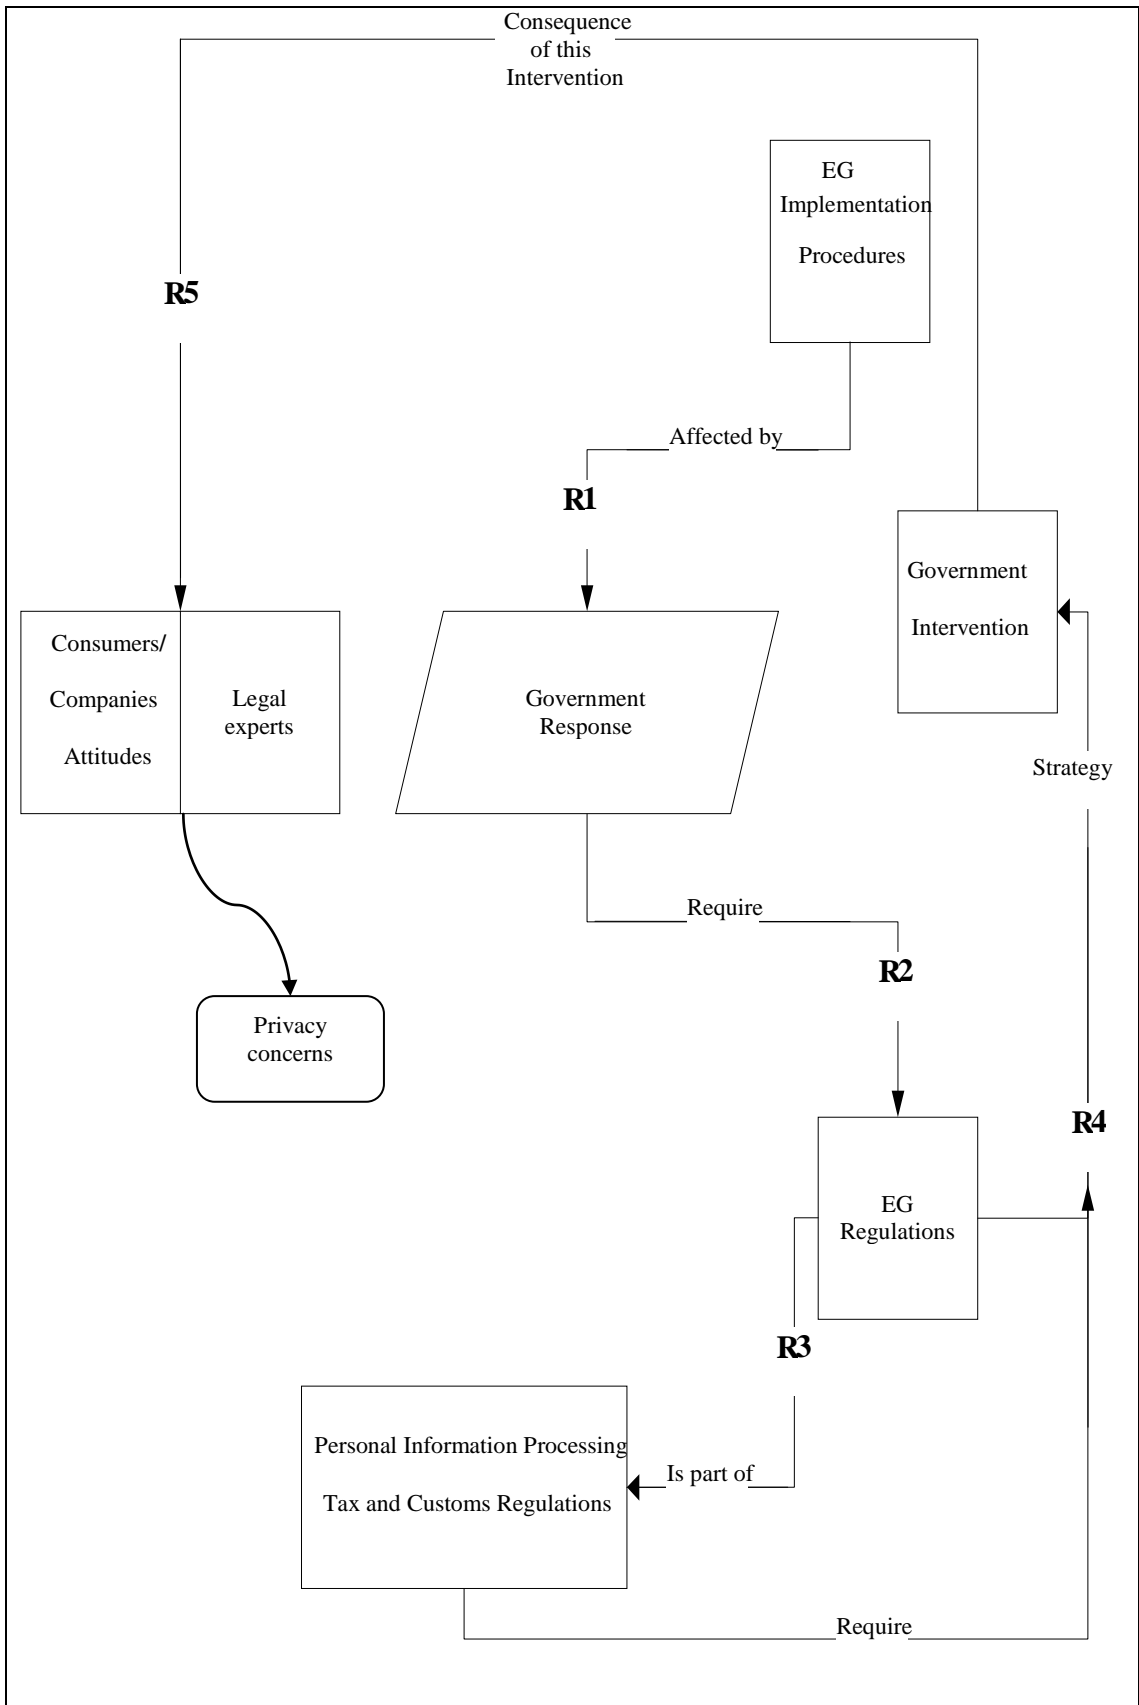 Consequence
of this
Intervention
EG
Implementation
Procedures
R5
Affected by
R1
Government
Intervention
Consumers/
Companies
Attitudes
Legal
experts
Government
Response
Strategy
Require
R2
Privacy
concerns
R4
EG
Regulations
R3
Personal Information Processing
Tax and Customs Regulations
Is part of
Require